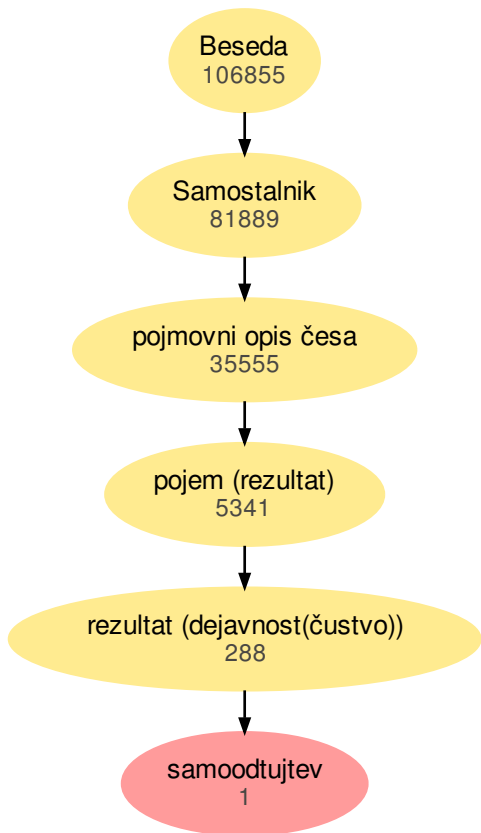 Beseda
106855
Samostalnik
81889
pojmovni opis česa
35555
pojem (rezultat)
5341
rezultat (dejavnost(čustvo))
288
samoodtujtev
1